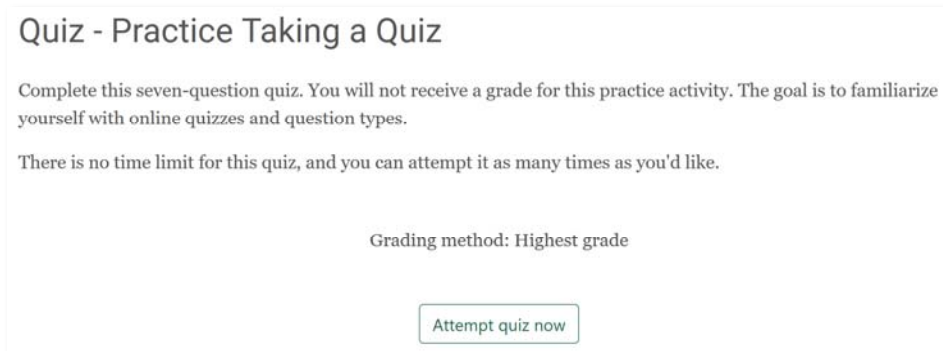 Quiz - Practice Taking a Quiz
Complete this seven-question quiz. You will not receive a grade for this practice activity. The goal is to familiarize
yourself with online quizzes and question types.
There is no time limit for this quiz, and you can attempt it as many times as you'd like.
Grading method: Highest grade
Attempt quiz now